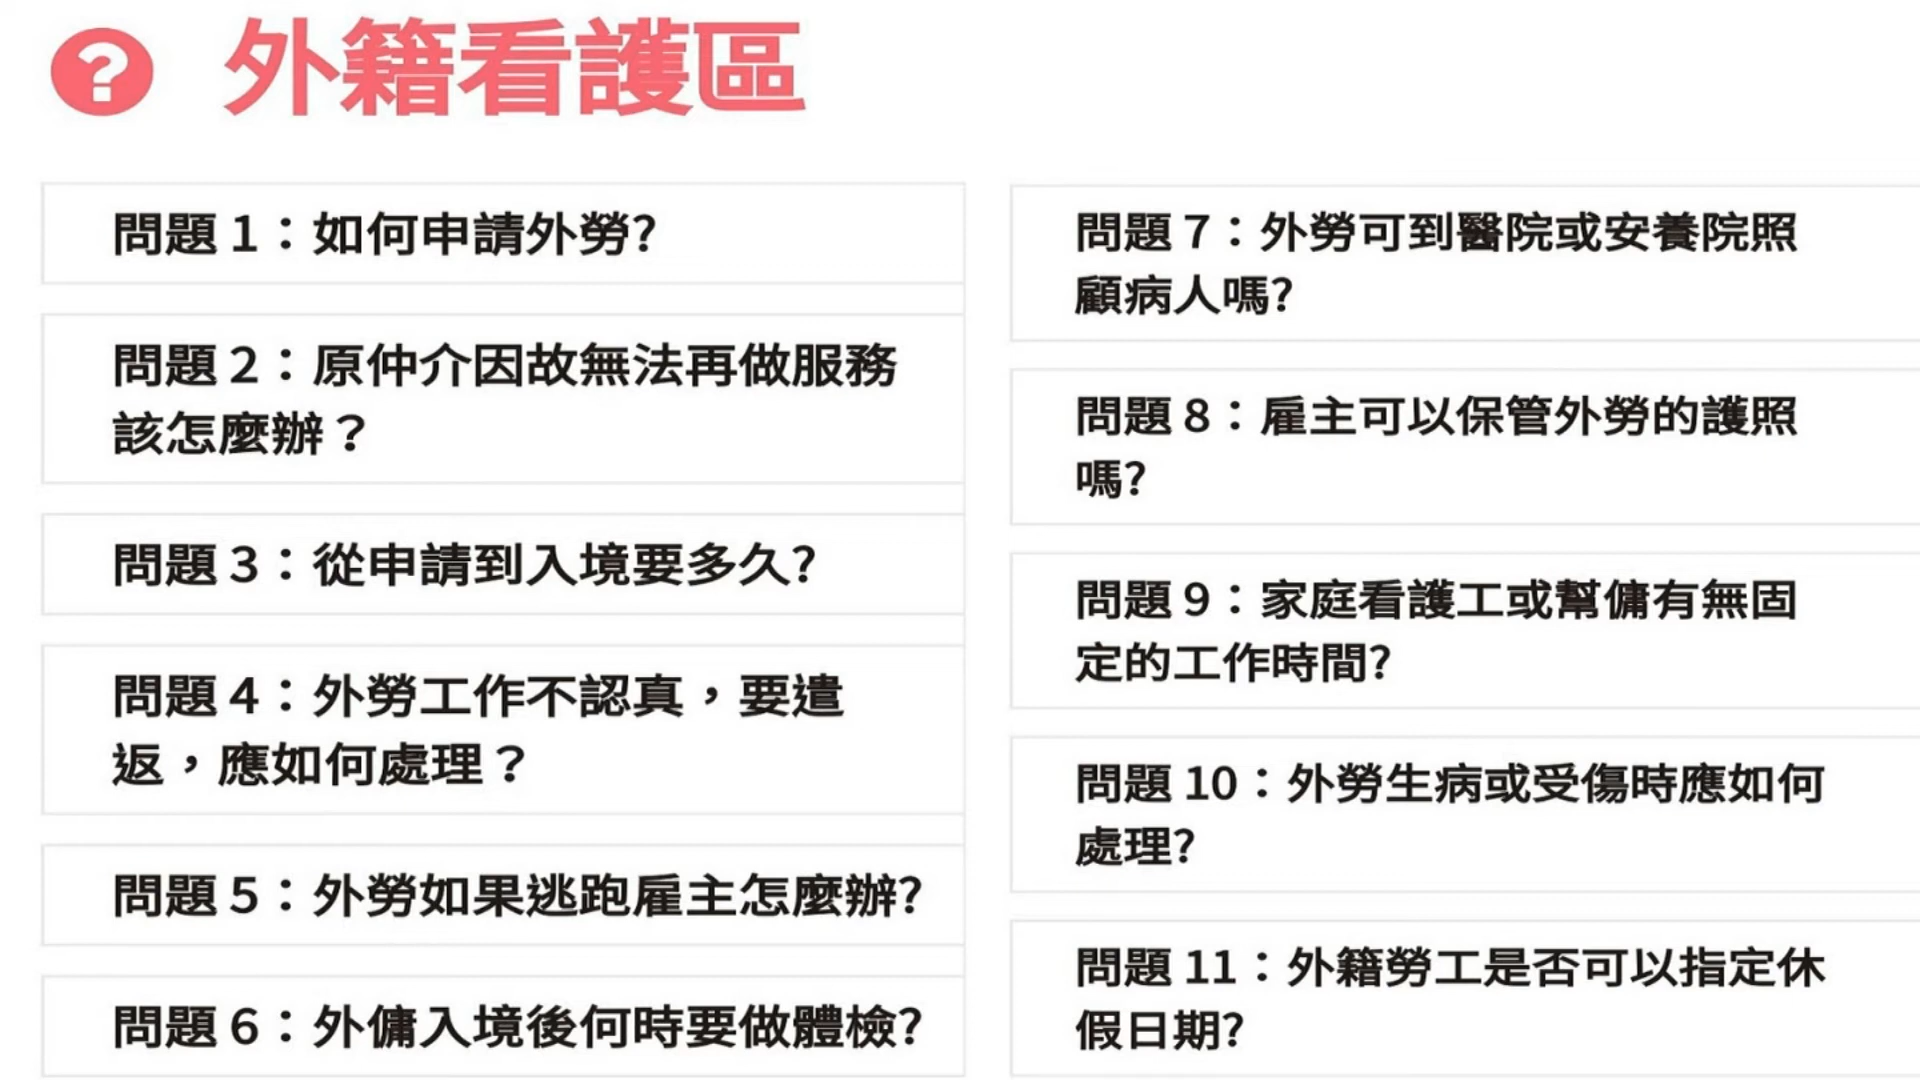 外籍看護區
問題 1：如何申請外勞?
問題 2：原仲介因故無法再做服務
該怎麼辦？
問題 3：從申請到入境要多久?
問題 4：外勞工作不認真，要遣
返，應如何處理？
問題 5：外勞如果逃跑雇主怎麼辦?
問題 6：外傭入境後何時要做體檢?
問題 7：外勞可到醫院或安養院照
顧病人嗎?
問題 8：雇主可以保管外勞的護照
嗎?
問題 9：家庭看護工或幫傭有無固
定的工作時間?
問題 10：外勞生病或受傷時應如何
處理?
問題 11：外籍勞工是否可以指定休
假日期?